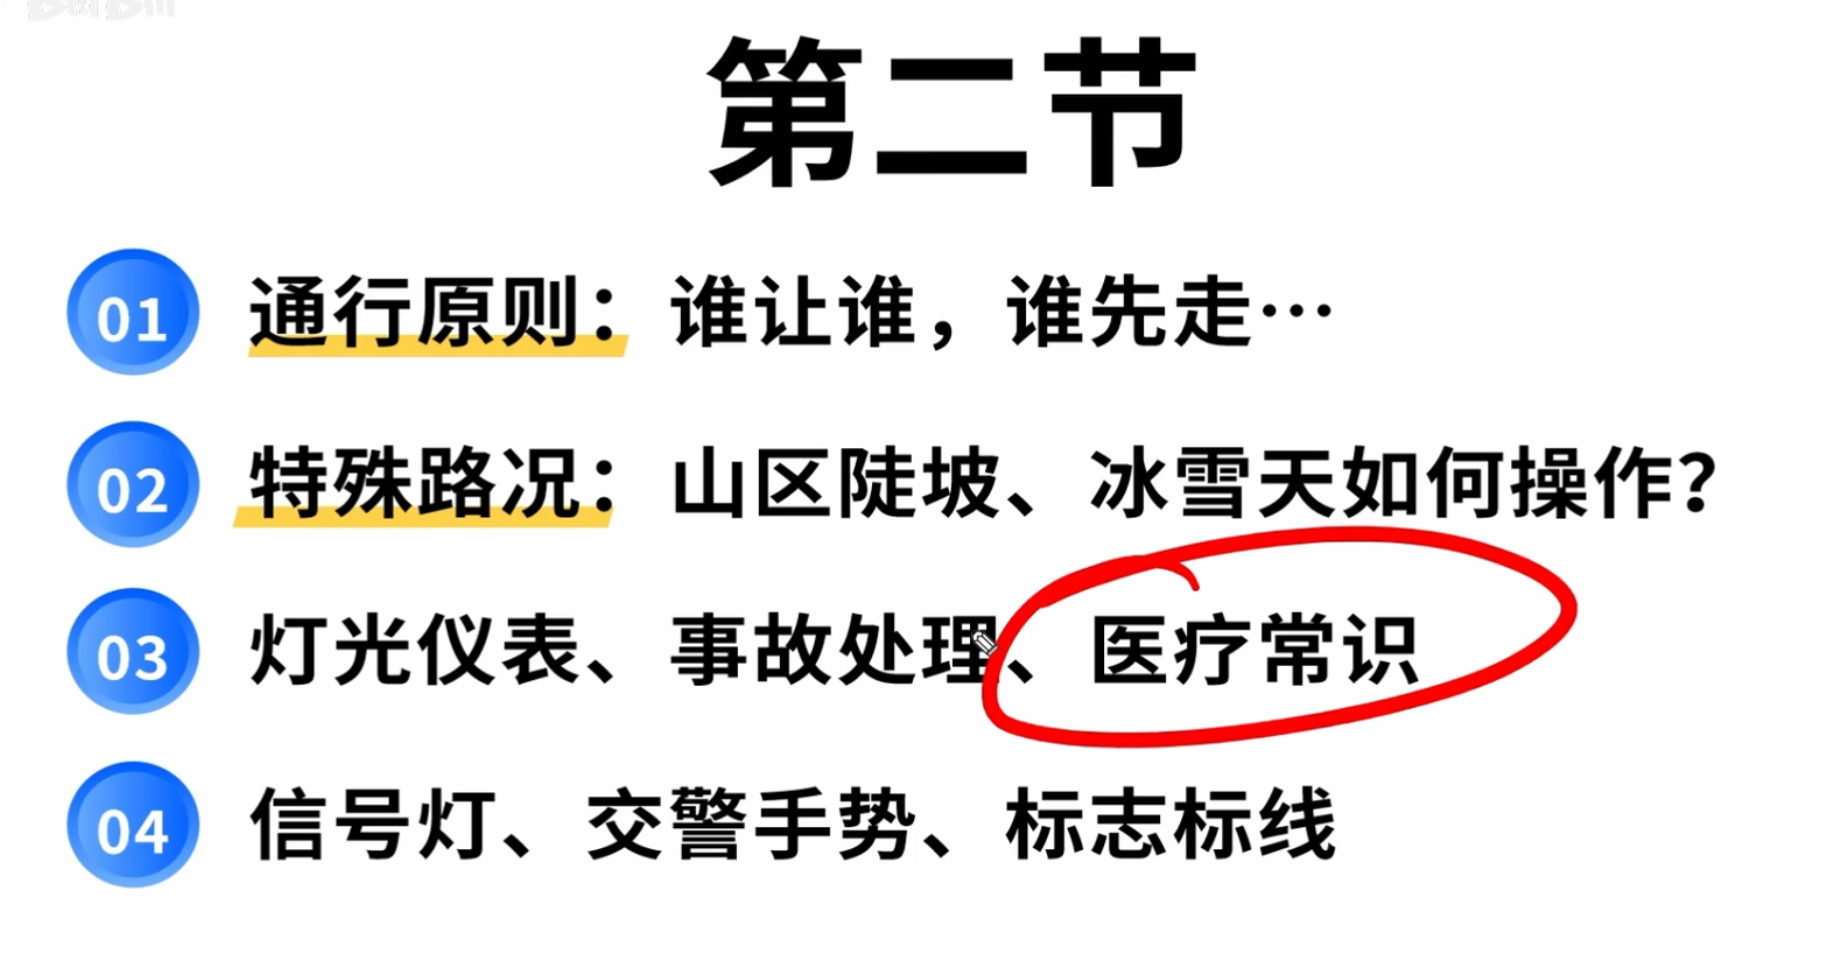 第二节
01 通行原则：谁让谁，谁先走…
02 特殊路况：山区陡坡、冰雪天如何操作？
03 灯光仪表、事故处理、医疗常识
04 信号灯、交警手势、标志标线